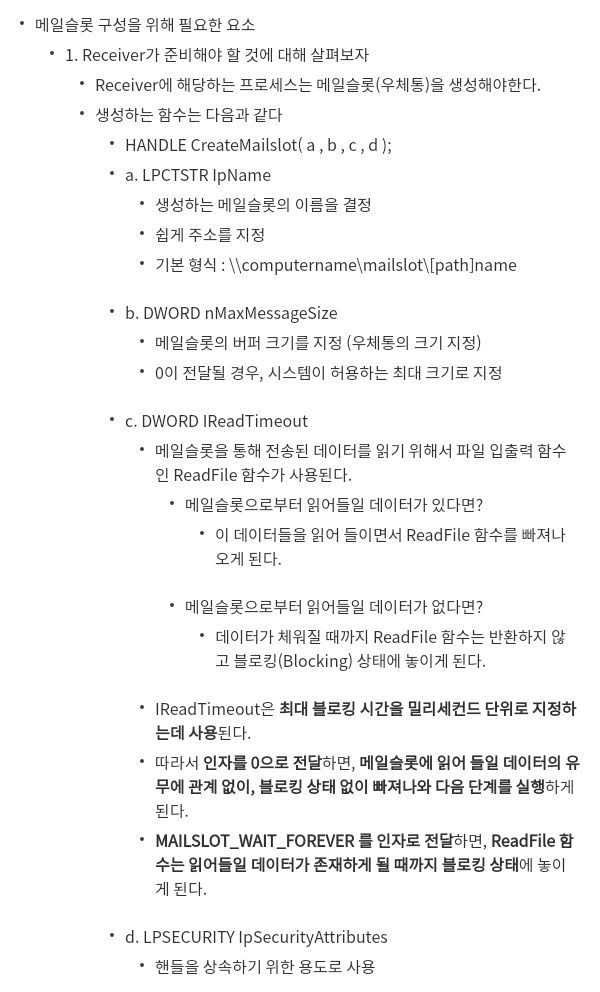 • 메일슬롯 구성을 위해 필요한 요소
• 1. Receiver가 준비해야 할 것에 대해 살펴보자
• Receiver에 해당하는 프로세스는 메일슬롯(우체통)을 생성해야한다.
• 생성하는 함수는 다음과 같다
• HANDLE CreateMailslot( a , b , c , d );
• a. LPCTSTR IpName
• 생성하는 메일슬롯의 이름을 결정
• 쉽게 주소를 지정
• 기본 형식 : \\computername\mailslot\[path]name
• b. DWORD nMaxMessageSize
• 메일슬롯의 버퍼 크기를 지정 (우체통의 크기 지정)
• 0이 전달될 경우, 시스템이 허용하는 최대 크기로 지정
• c. DWORD IReadTimeout
• 메일슬롯을 통해 전송된 데이터를 읽기 위해서 파일 입출력 함수
인 ReadFile 함수가 사용된다.
• 메일슬롯으로부터 읽어들일 데이터가 있다면?
• 이 데이터들을 읽어 들이면서 ReadFile 함수를 빠져나
오게 된다.
• 메일슬롯으로부터 읽어들일 데이터가 없다면?
• 데이터가 체워질 때까지 ReadFile 함수는 반환하지 않
고 블로킹(Blocking) 상태에 놓이게 된다.
• IReadTimeout은 최대 블로킹 시간을 밀리세컨드 단위로 지정하
는데 사용된다.
• 따라서 인자를 0으로 전달하면, 메일슬롯에 읽어 들일 데이터의 유
무에 관계 없이, 블로킹 상태 없이 빠져나와 다음 단계를 실행하게
된다.
• MAILSLOT_WAIT_FOREVER 를 인자로 전달하면, ReadFile 함
수는 읽어들일 데이터가 존재하게 될 때까지 블로킹 상태에 놓이
게 된다.
• d. LPSECURITY IpSecurityAttributes
• 핸들을 상속하기 위한 용도로 사용